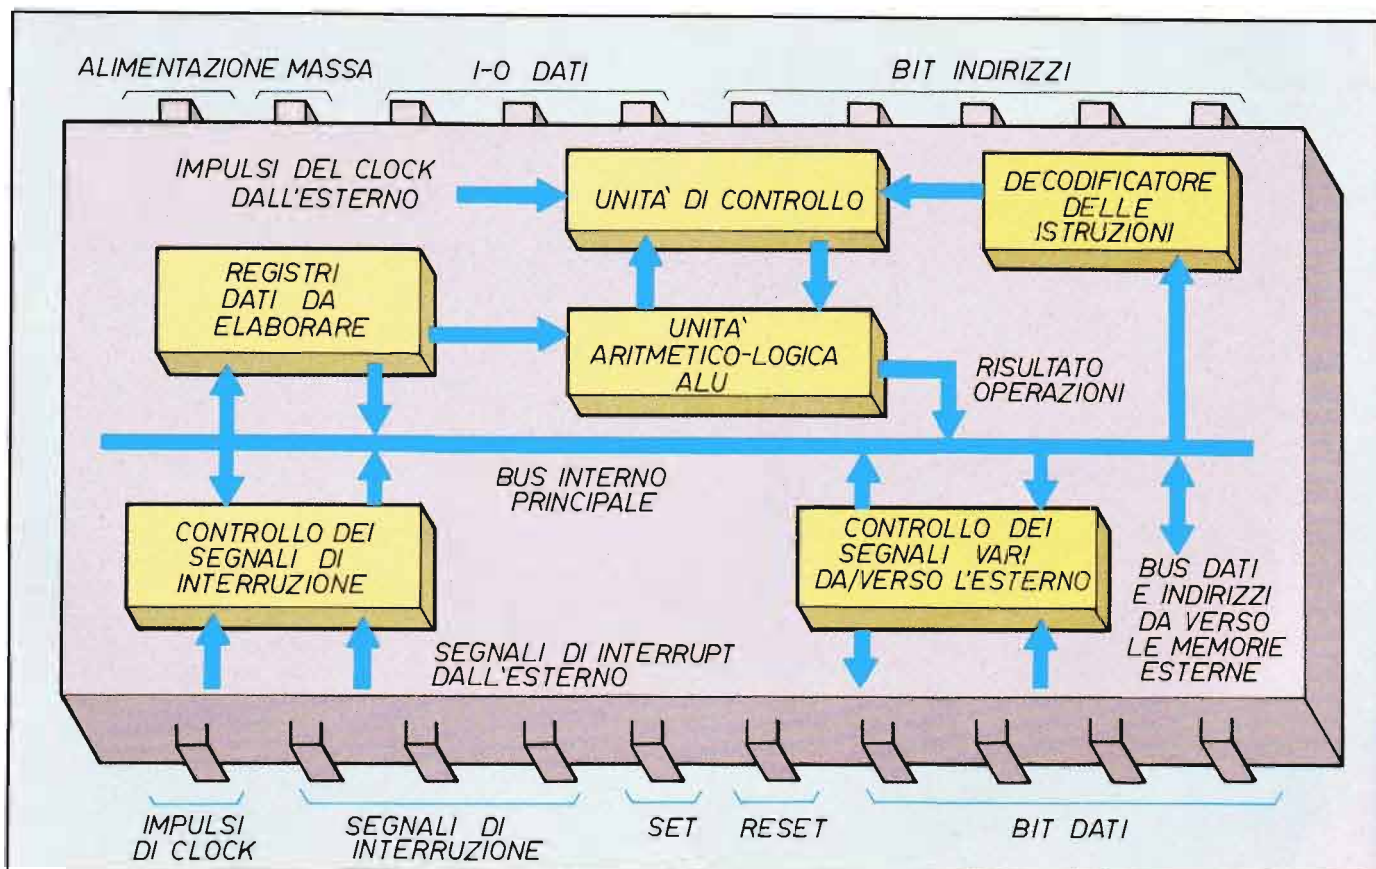 ALIMENTAZIONE MASSA
I-O DATI
BIT INDIRIZZI
IMPULSI DEL CLOCK
DALL'ESTERNO
UNITA' DI CONTROLLO
DECODIFICATORE
DELLE
ISTRUZIONI
REGISTRI
DATI DA
ELABORARE
UNITA'
ARITMETICO-LOGICA
ALU
RISULTATO
OPERAZIONI
BUS INTERNO
PRINCIPALE
CONTROLLO DEI
SEGNALI DI
INTERRUZIONE
CONTROLLO DEI
SEGNALI VARI
DA/VERSO L'ESTERNO
BUS DATI
E INDIRIZZI
DA VERSO
LE MEMORIE
ESTERNE
SEGNALI DI INTERRUPT
DALL'ESTERNO
IMPULSI
DI CLOCK
SEGNALI DI
INTERRUZIONE
SET
RESET
BIT DATI